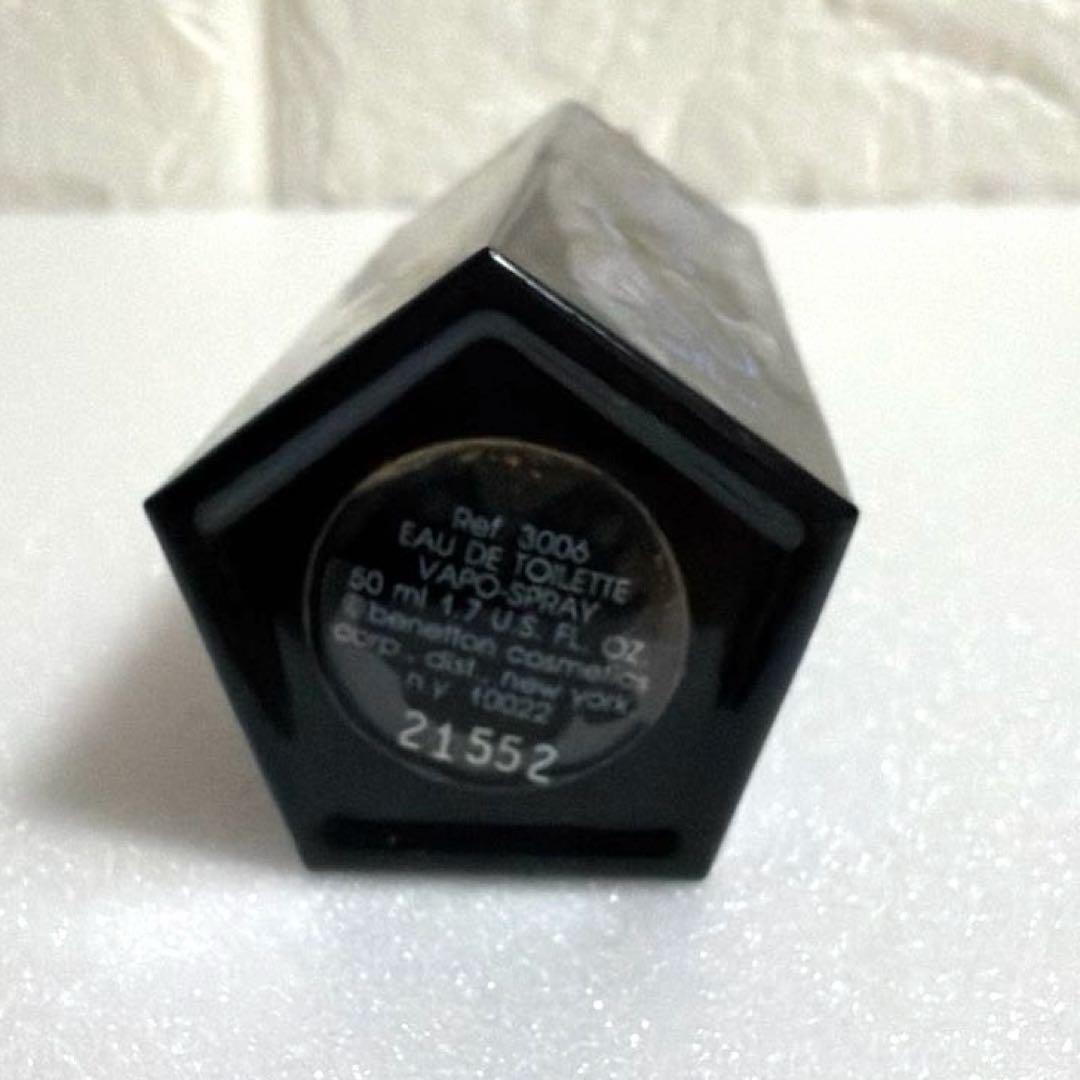 Ref. 3006
EAU DE TOILETTE
VAPO-SPRAY
50 ml 1.7 U.S. FL. OZ.
benetton cosmetics
corp., dist., new york,
n.y. 10022
21552